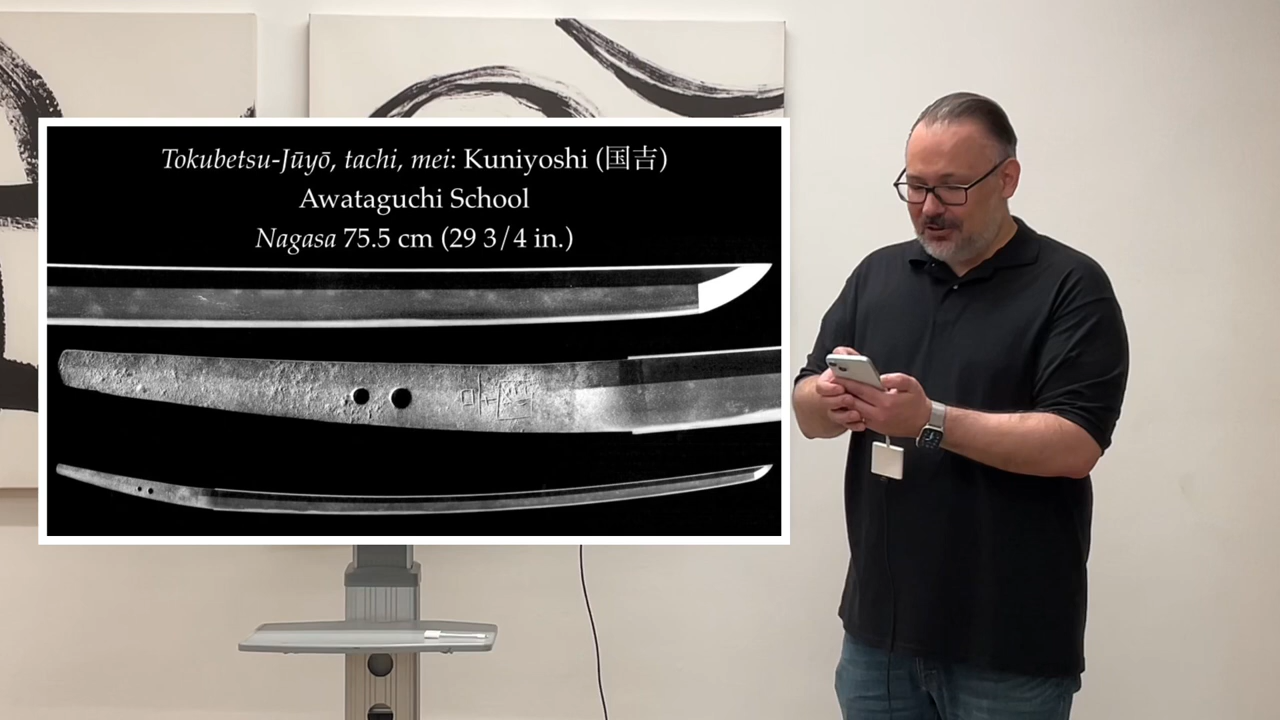 Tokubetsu-Jūyō, tachi, mei: Kuniyoshi (国吉)
Awataguchi School
Nagasa 75.5 cm (29 3/4 in.)